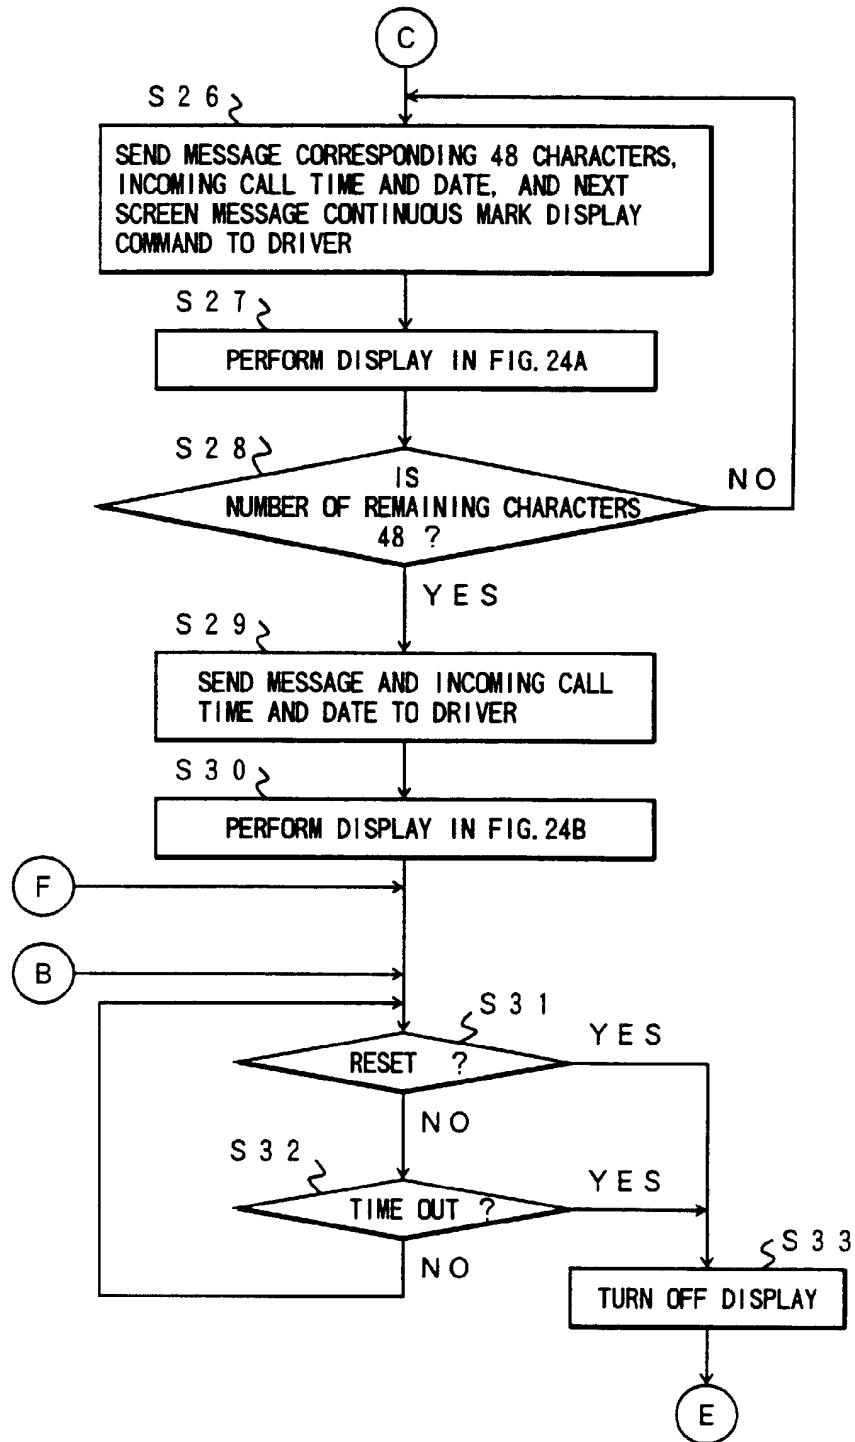 C
S26
SEND MESSAGE CORRESPONDING 48 CHARACTERS,
INCOMING CALL TIME AND DATE, AND NEXT
SCREEN MESSAGE CONTINUOUS MARK DISPLAY
COMMAND TO DRIVER
S27
PERFORM DISPLAY IN FIG.24A
S28
IS
NUMBER OF REMAINING CHARACTERS
48 ?
NO
YES
S29
SEND MESSAGE AND INCOMING CALL
TIME AND DATE TO DRIVER
S30
PERFORM DISPLAY IN FIG.24B
F
B
S31
RESET ?
YES
NO
S32
TIME OUT ?
YES
NO
S33
TURN OFF DISPLAY
E